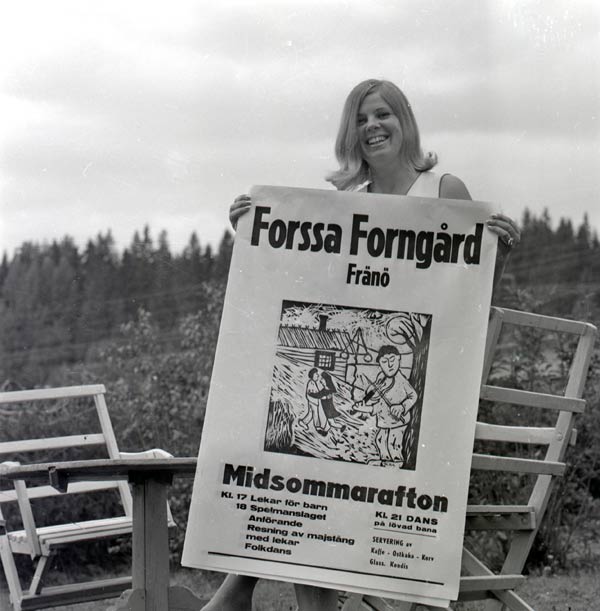 Forssa Forngård
Fränö
Midsommarafton
Kl. 17 Lekar för barn
18 Spelmanslaget
Anförande
Resning av majstång
med lekar
Folkdans
Kl. 21 DANS
på lövad bana
SERVERING av
Kaffe - Ostkaka - Korv
Glass. Kondis